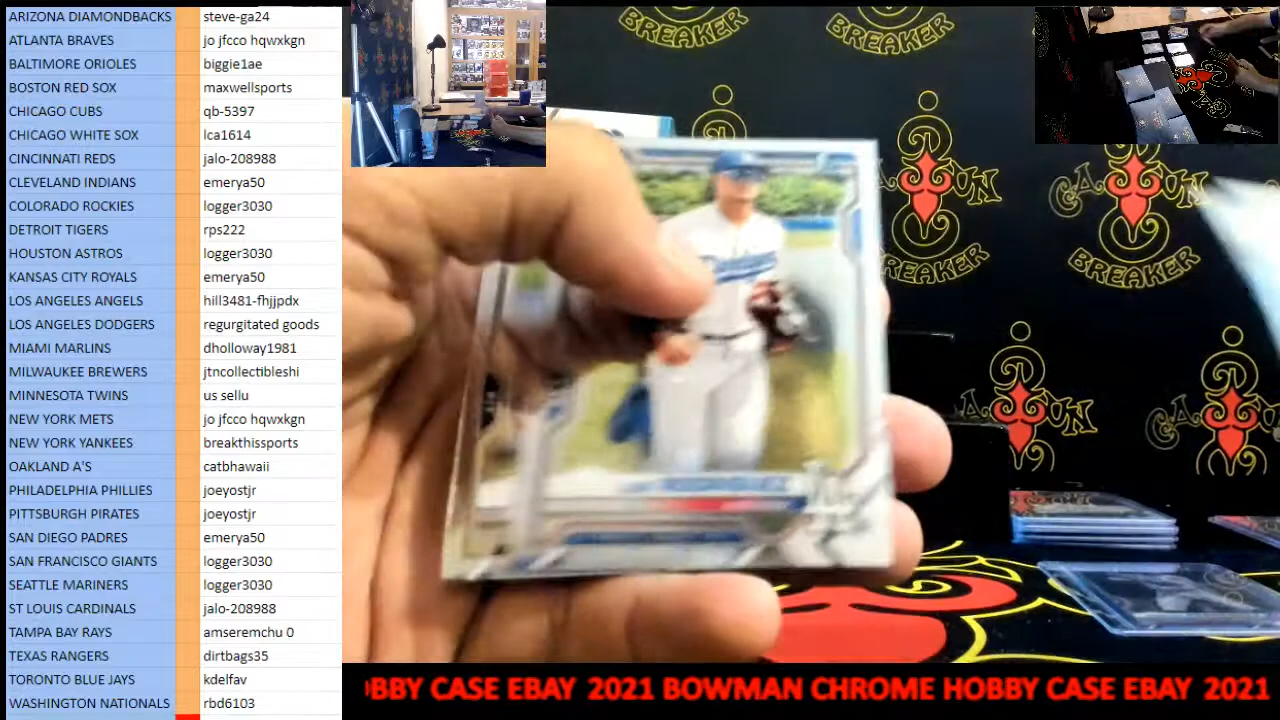 ARIZONA DIAMONDBACKS steve-ga24
ATLANTA BRAVES jo jfcco hqwxkgn
BALTIMORE ORIOLES biggie1ae
BOSTON RED SOX maxwellsports
CHICAGO CUBS qb-5397
CHICAGO WHITE SOX lca1614
CINCINNATI REDS jalo-208988
CLEVELAND INDIANS emerya50
COLORADO ROCKIES logger3030
DETROIT TIGERS rps222
HOUSTON ASTROS logger3030
KANSAS CITY ROYALS emerya50
LOS ANGELES ANGELS hill3481-fhjjpdx
LOS ANGELES DODGERS regurgitated goods
MIAMI MARLINS dholloway1981
MILWAUKEE BREWERS jtncollectibleshi
MINNESOTA TWINS us sellu
NEW YORK METS jo jfcco hqwxkgn
NEW YORK YANKEES breakthissports
OAKLAND A'S catbhawaii
PHILADELPHIA PHILLIES joeyostjr
PITTSBURGH PIRATES joeyostjr
SAN DIEGO PADRES emerya50
SAN FRANCISCO GIANTS logger3030
SEATTLE MARINERS logger3030
ST LOUIS CARDINALS jalo-208988
TAMPA BAY RAYS amseremchu 0
TEXAS RANGERS dirtbags35
TORONTO BLUE JAYS kdelfav
WASHINGTON NATIONALS rbd6103
BREAKER
BREAKER
CAJUN
BREAKER
BREAKER
CAJUN
OBBY CASE EBAY 2021 BOWMAN CHROME HOBBY CASE EBAY 2021